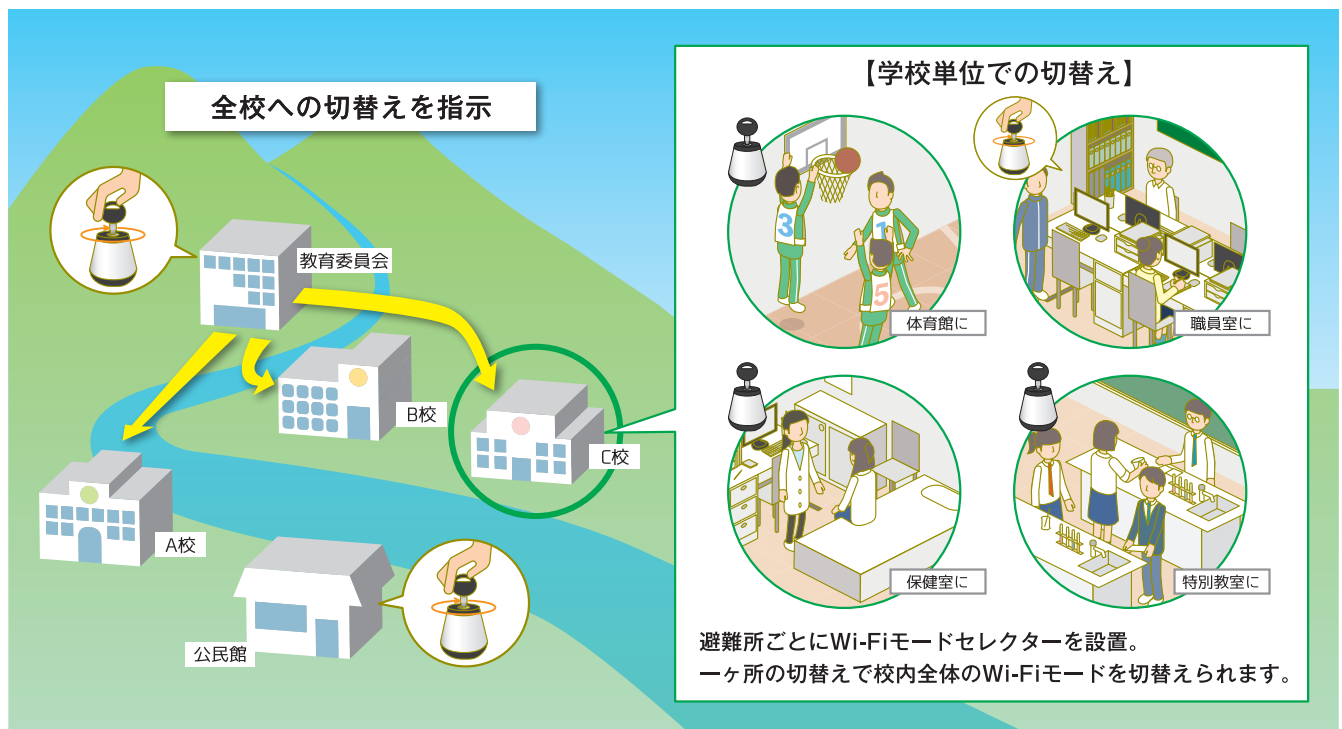 全校への切替えを指示
教育委員会
B校
C校
A校
公民館
【学校単位での切替え】
3
1
5
体育館に
職員室に
保健室に
特別教室に
避難所ごとにWi-Fiモードセレクターを設置。
一ヶ所の切替えで校内全体のWi-Fiモードを切替えられます。